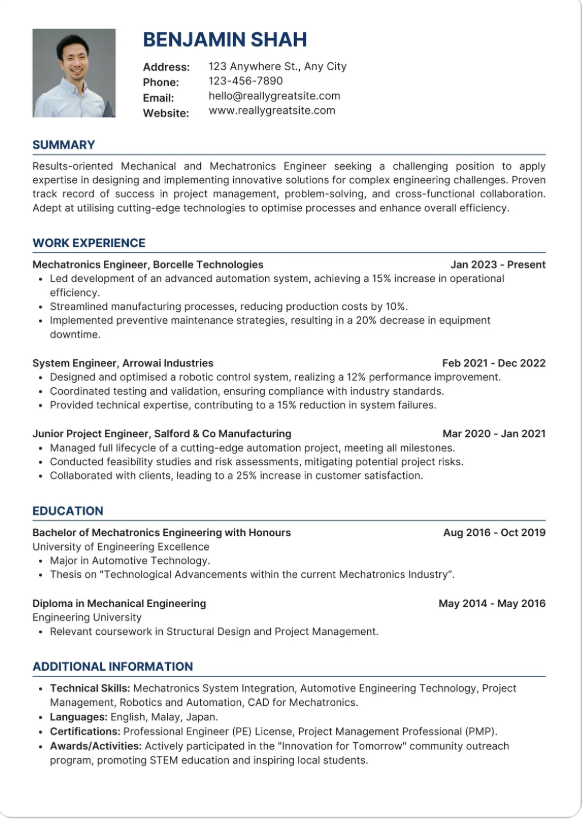 BENJAMIN SHAH
Address: 123 Anywhere St., Any City
Phone: 123-456-7890
Email: hello@reallygreatsite.com
Website: www.reallygreatsite.com
SUMMARY
Results-oriented Mechanical and Mechatronics Engineer seeking a challenging position to apply
expertise in designing and implementing innovative solutions for complex engineering challenges. Proven
track record of success in project management, problem-solving, and cross-functional collaboration.
Adept at utilising cutting-edge technologies to optimise processes and enhance overall efficiency.
WORK EXPERIENCE
Mechatronics Engineer, Borcelle Technologies Jan 2023 - Present
• Led development of an advanced automation system, achieving a 15% increase in operational
efficiency.
• Streamlined manufacturing processes, reducing production costs by 10%.
• Implemented preventive maintenance strategies, resulting in a 20% decrease in equipment
downtime.
System Engineer, Arrowai Industries Feb 2021 - Dec 2022
• Designed and optimised a robotic control system, realizing a 12% performance improvement.
• Coordinated testing and validation, ensuring compliance with industry standards.
• Provided technical expertise, contributing to a 15% reduction in system failures.
Junior Project Engineer, Salford & Co Manufacturing Mar 2020 - Jan 2021
• Managed full lifecycle of a cutting-edge automation project, meeting all milestones.
• Conducted feasibility studies and risk assessments, mitigating potential project risks.
• Collaborated with clients, leading to a 25% increase in customer satisfaction.
EDUCATION
Bachelor of Mechatronics Engineering with Honours Aug 2016 - Oct 2019
University of Engineering Excellence
• Major in Automotive Technology.
• Thesis on "Technological Advancements within the current Mechatronics Industry".
Diploma in Mechanical Engineering May 2014 - May 2016
Engineering University
• Relevant coursework in Structural Design and Project Management.
ADDITIONAL INFORMATION
• Technical Skills: Mechatronics System Integration, Automotive Engineering Technology, Project
Management, Robotics and Automation, CAD for Mechatronics.
• Languages: English, Malay, Japan.
• Certifications: Professional Engineer (PE) License, Project Management Professional (PMP).
• Awards/Activities: Actively participated in the "Innovation for Tomorrow" community outreach
program, promoting STEM education and inspiring local students.